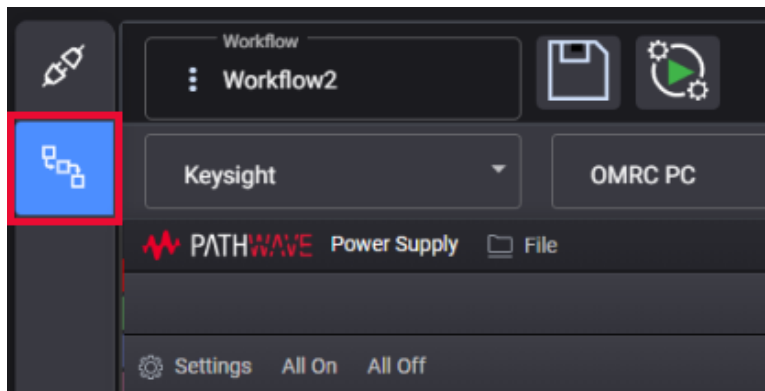 Workflow
Workflow2
Keysight OMRC PC
PATHWAVE Power Supply File
Settings All On All Off